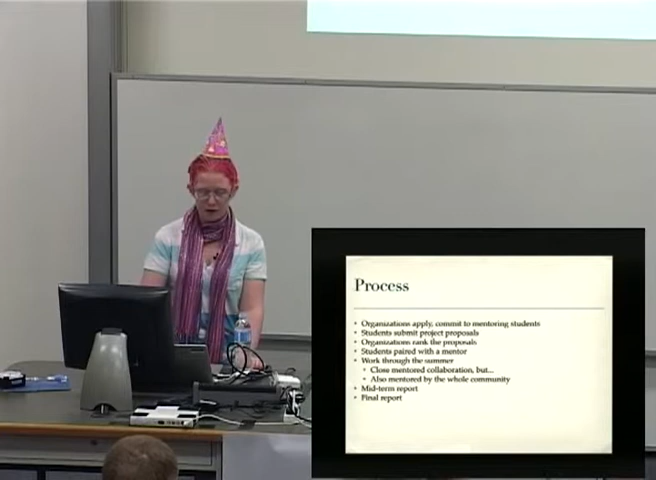 Process
• Organizations apply, commit to mentoring students
• Students submit project proposals
• Organizations rank the proposals
• Students paired with a mentor
• Work through the summer
• Close mentored collaboration, but...
• Also mentored by the whole community
• Mid-term report
• Final report